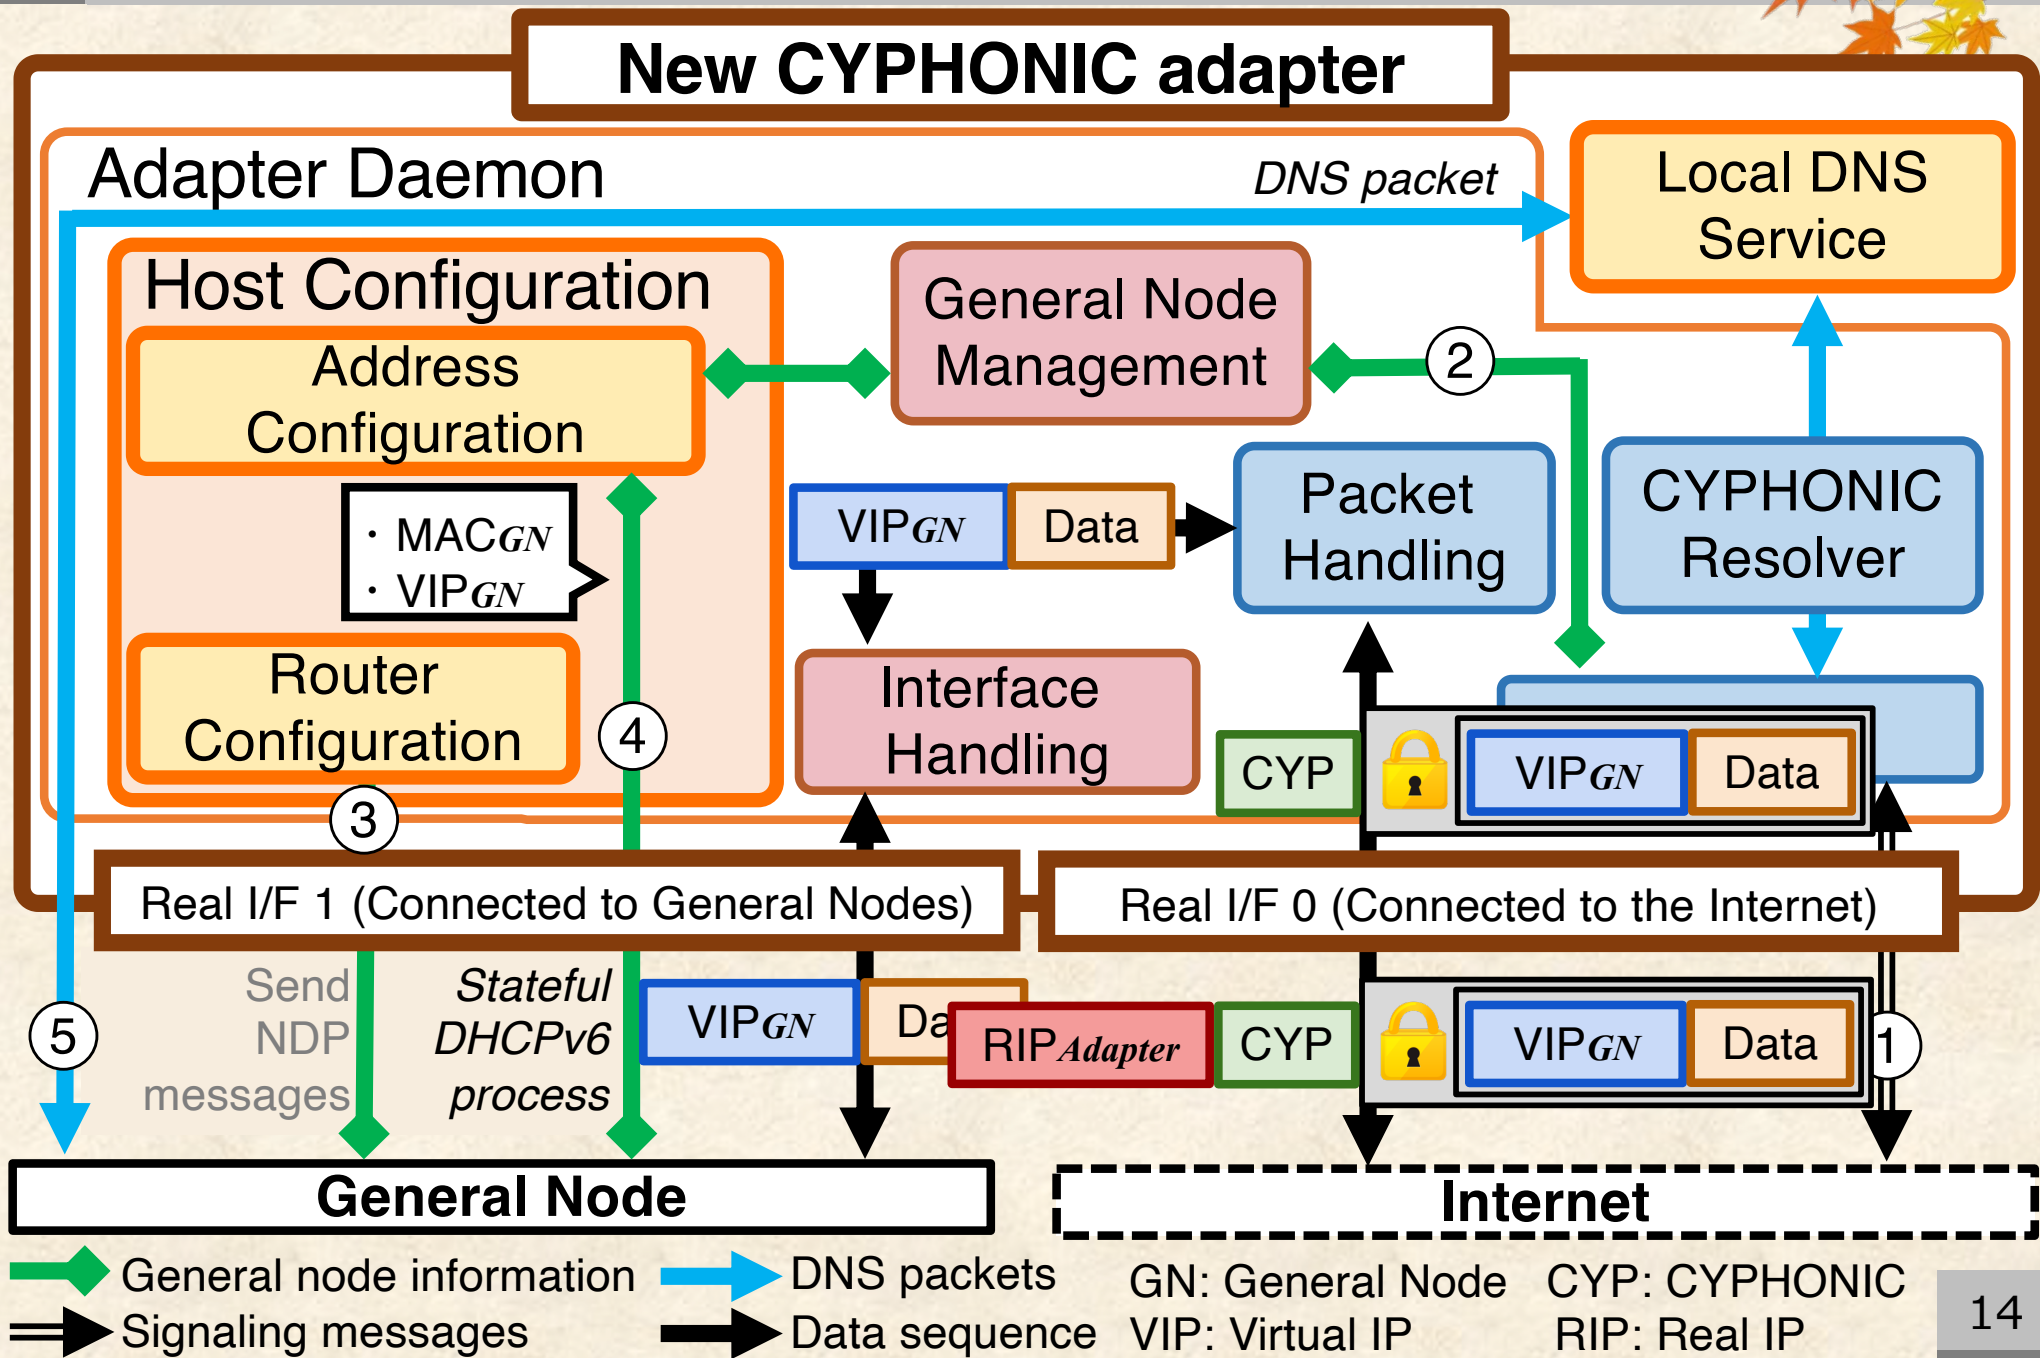 New CYPHONIC adapter
Adapter Daemon
DNS packet
Local DNS
Service
Host Configuration
Address
Configuration
General Node
Management
2
・ MACGN
・ VIPGN
VIPGN
Data
Packet
Handling
CYPHONIC
Resolver
Router
Configuration
4
Interface
Handling
CYP
VIPGN
Data
3
Real I/F 1 (Connected to General Nodes)
Real I/F 0 (Connected to the Internet)
Send
NDP
messages
Stateful
DHCPv6
process
5
VIPGN
RIPAdapter
CYP
VIPGN
Data
1
General Node
Internet
General node information
DNS packets
GN: General Node
CYP: CYPHONIC
Signaling messages
Data sequence
VIP: Virtual IP
RIP: Real IP
14